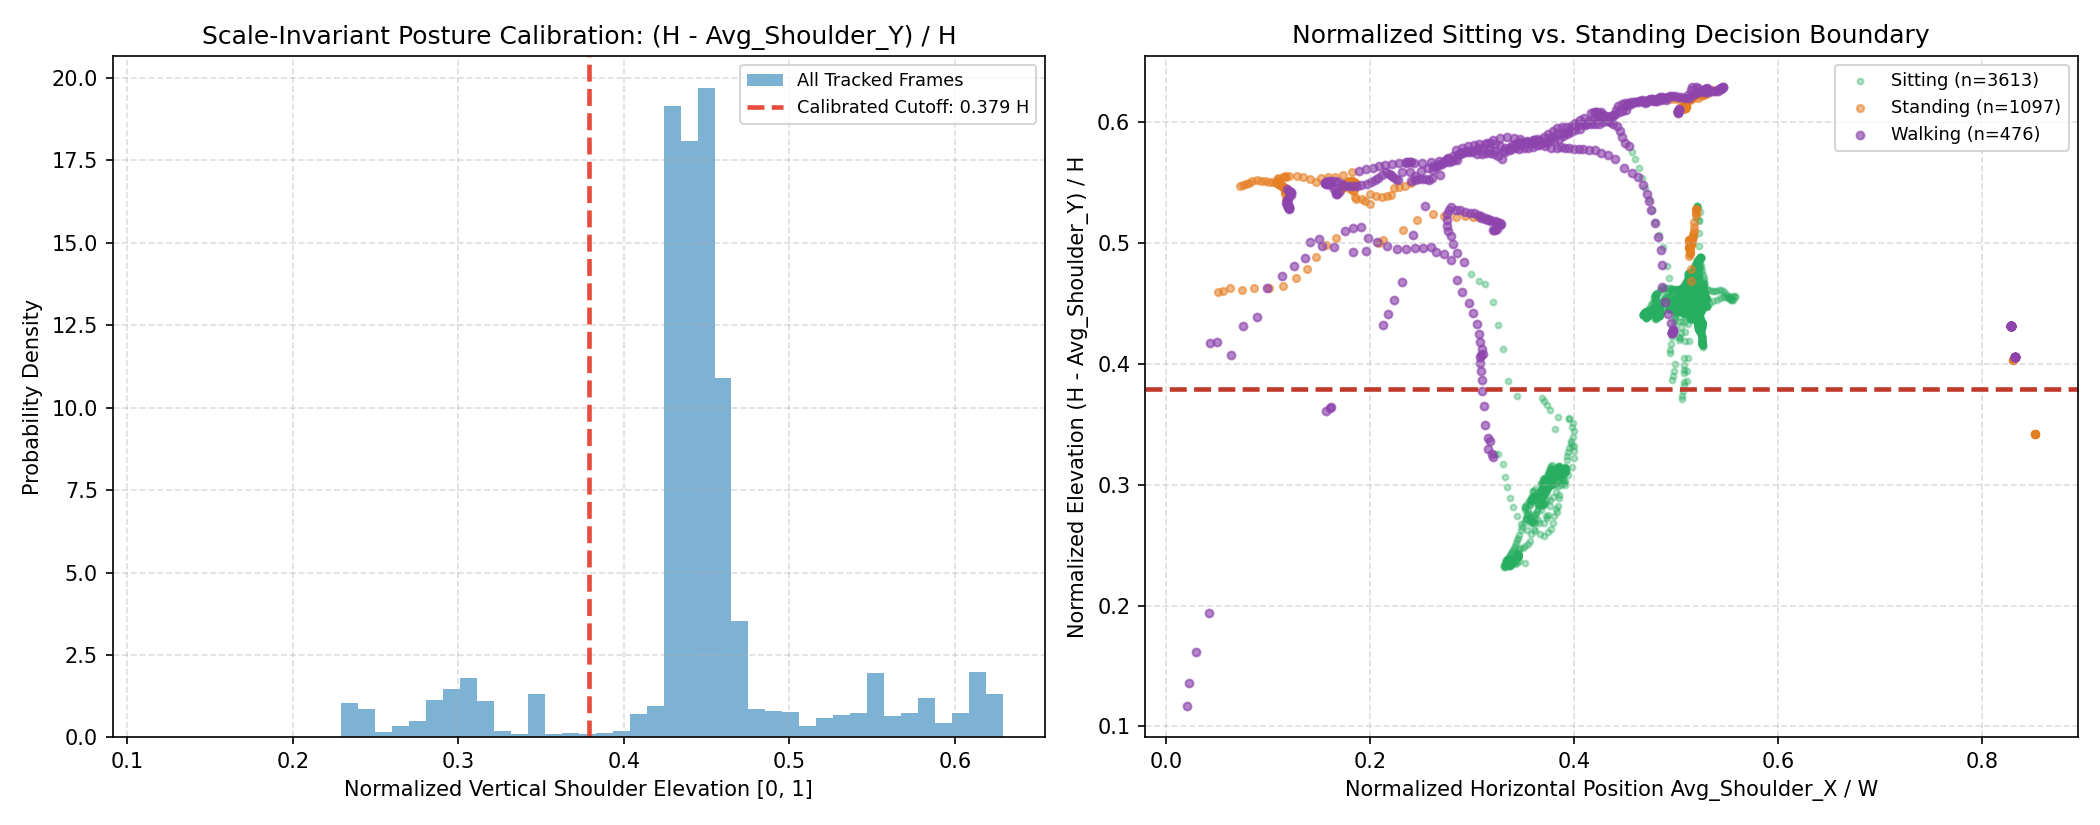 Scale-Invariant Posture Calibration: (H - Avg_Shoulder_Y) / H
All Tracked Frames
Calibrated Cutoff: 0.379 H
Probability Density
20.0
17.5
15.0
12.5
10.0
7.5
5.0
2.5
0.0
0.1 0.2 0.3 0.4 0.5 0.6
Normalized Vertical Shoulder Elevation [0, 1]
Normalized Sitting vs. Standing Decision Boundary
Sitting (n=3613)
Standing (n=1097)
Walking (n=476)
Normalized Elevation (H - Avg_Shoulder_Y) / H
0.6
0.5
0.4
0.3
0.2
0.1
0.0 0.2 0.4 0.6 0.8
Normalized Horizontal Position Avg_Shoulder_X / W